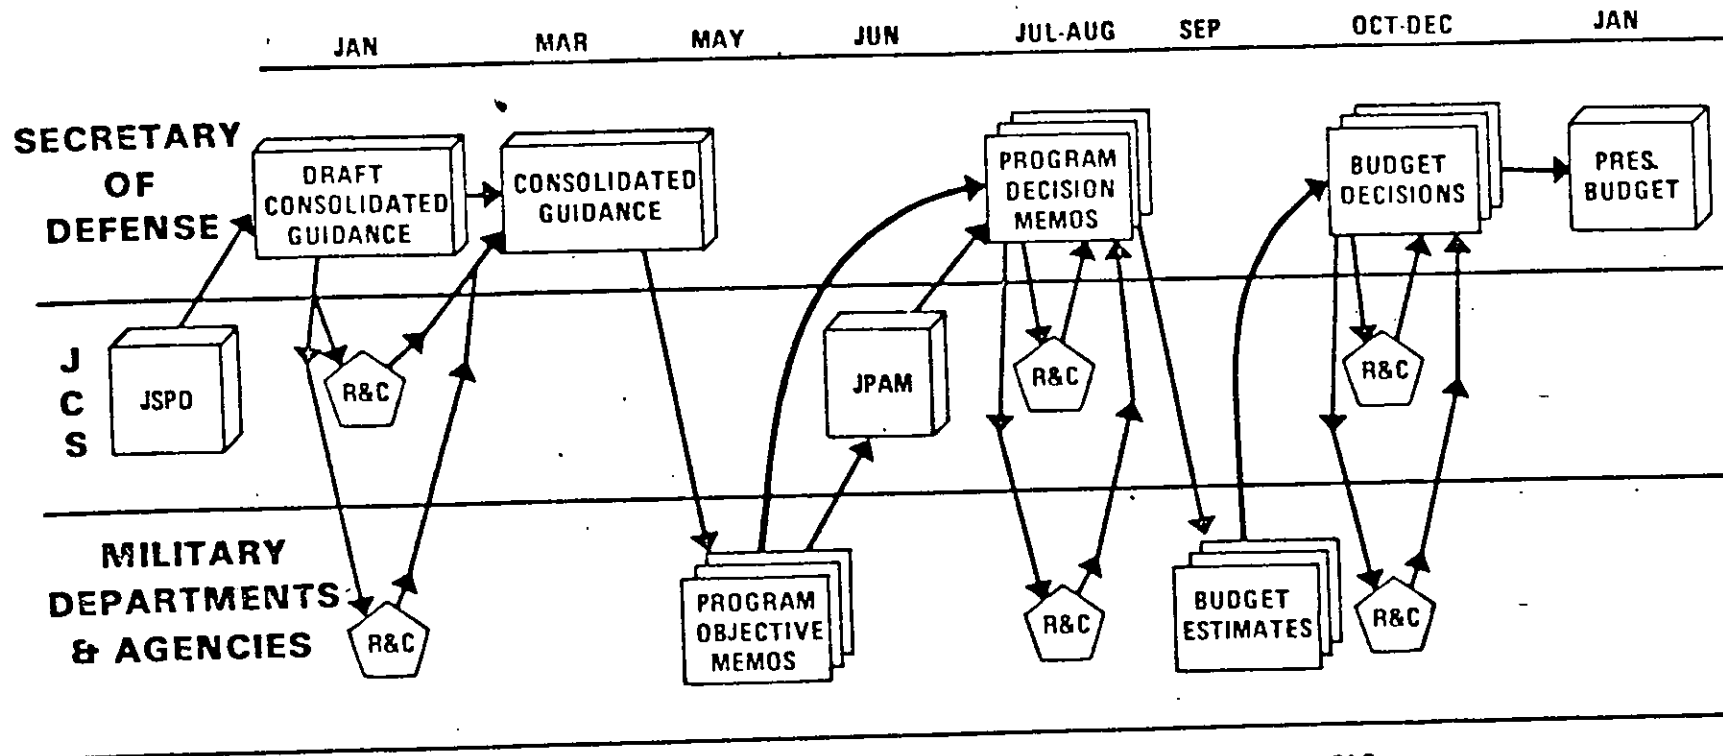 JAN MAR MAY JUN JUL-AUG SEP OCT-DEC JAN
SECRETARY
OF
DEFENSE
DRAFT
CONSOLIDATED
GUIDANCE
CONSOLIDATED
GUIDANCE
PROGRAM
DECISION
MEMOS
BUDGET
DECISIONS
PRES.
BUDGET
J
C
S
JSPD
R&C
JPAM
R&C
R&C
MILITARY
DEPARTMENTS
& AGENCIES
R&C
PROGRAM
OBJECTIVE
MEMOS
R&C
BUDGET
ESTIMATES
R&C